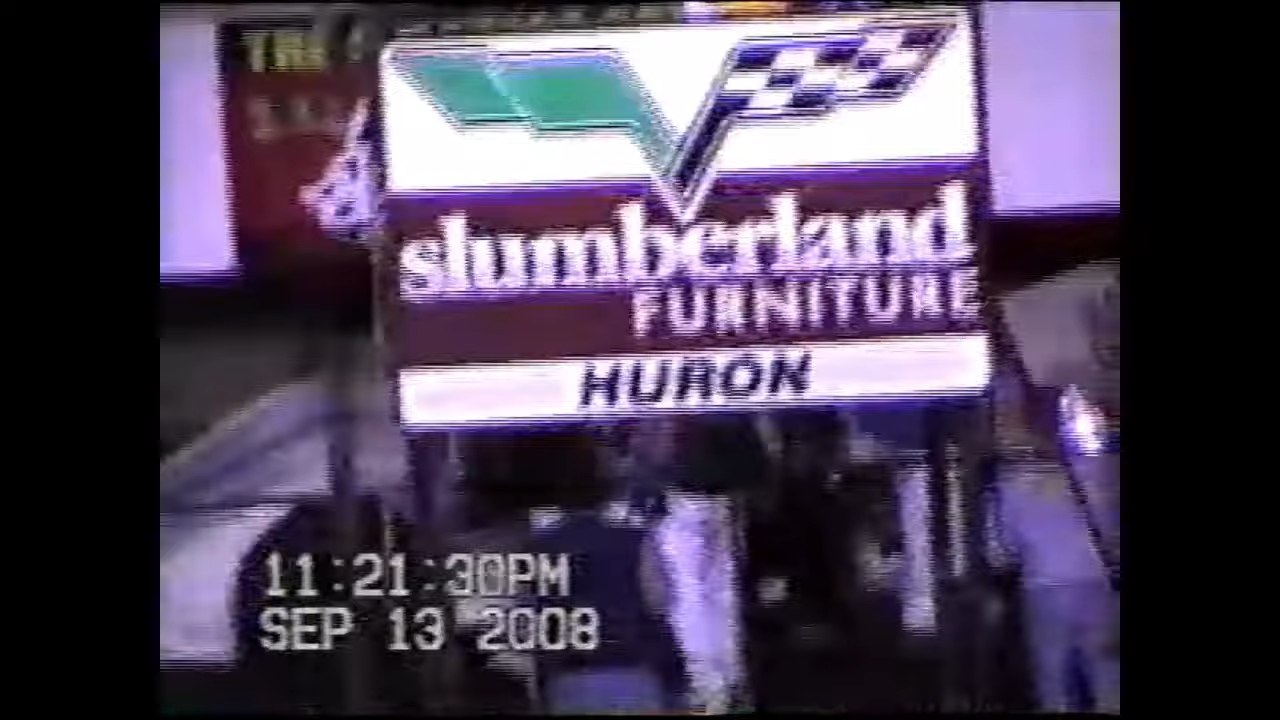 slumberland
FURNITURE
HURON
11:21:30PM
SEP 13 2008